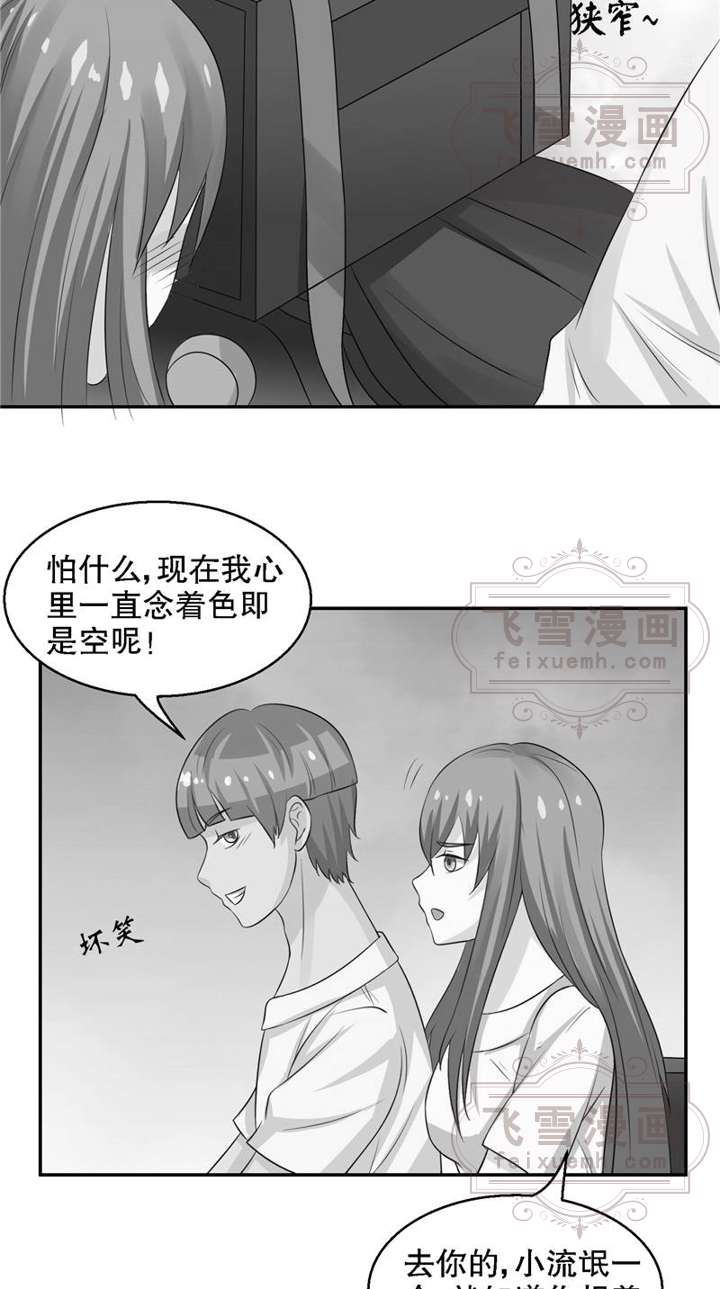 狭窄~
飞雪漫画
feixuemh.com
怕什么,现在我心
里一直念着色即
是空呢!
飞雪漫画
feixuemh.com
坏笑
飞雪漫画
feixuemh.com
去你的,小流氓一